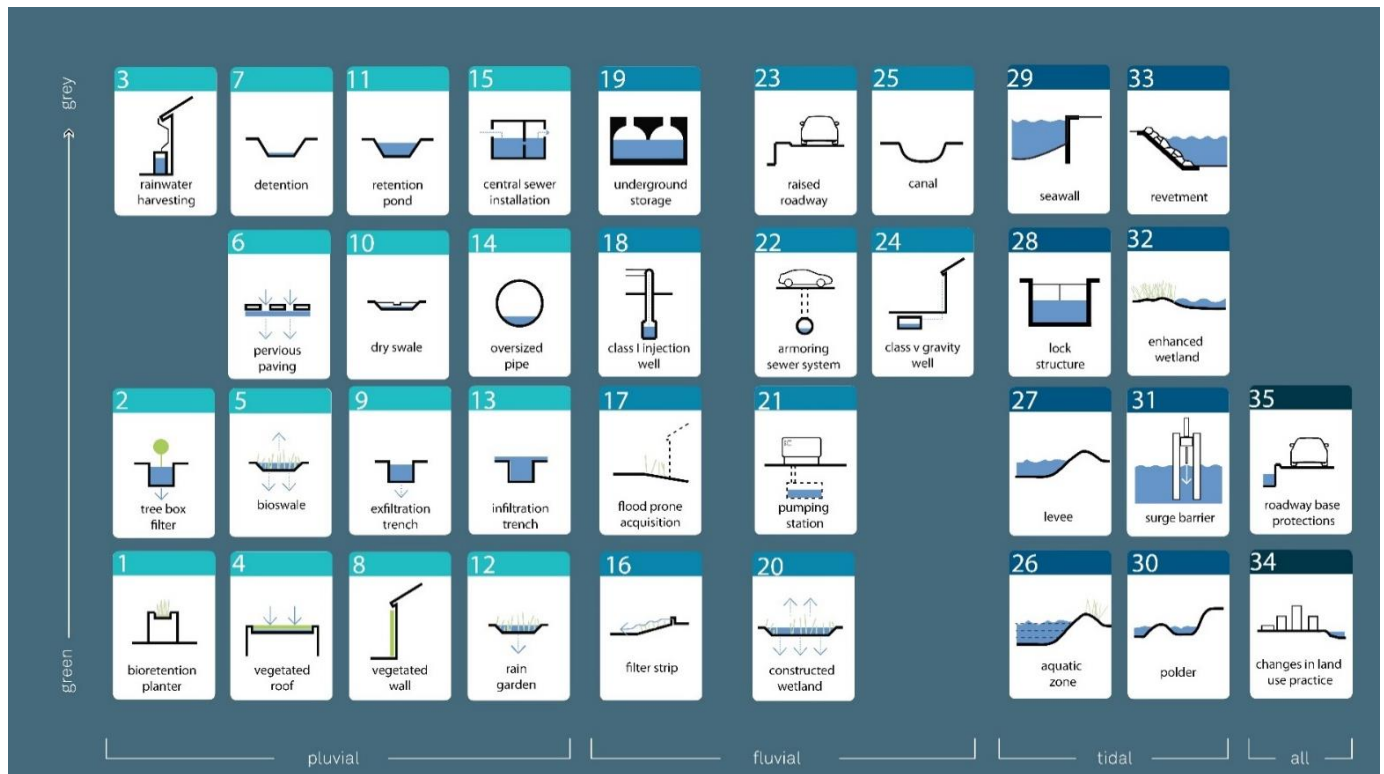 grey
3
7
11
15
19
23
25
29
33
rainwater
harvesting
detention
retention
pond
central sewer
installation
underground
storage
raised
roadway
canal
seawall
revetment
6
10
14
18
22
24
28
32
pervious
paving
dry swale
oversized
pipe
class I injection
well
armoring
sewer system
class v gravity
well
lock
structure
enhanced
wetland
2
5
9
13
17
21
27
31
35
LC
tree box
filter
bioswale
exfiltration
trench
infiltration
trench
flood prone
acquisition
pumping
station
levee
surge barrier
roadway base
protections
1
4
8
12
16
20
26
30
34
bioretention
planter
vegetated
roof
vegetated
wall
rain
garden
filter strip
constructed
wetland
aquatic
zone
polder
changes in land
use practice
green
pluvial
fluvial
tidal
all